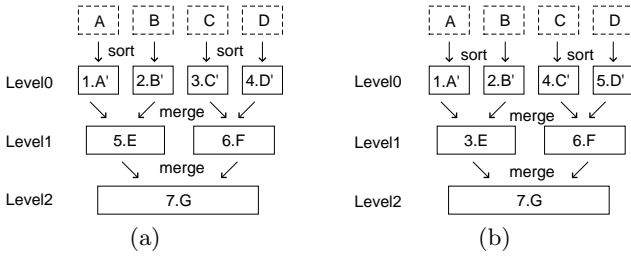 A B C D A B C D
sort sort sort sort
Level0 1.A' 2.B' 3.C' 4.D' Level0 1.A' 2.B' 4.C' 5.D'
merge merge
Level1 5.E 6.F Level1 3.E 6.F
merge merge
Level2 7.G Level2 7.G
(a) (b)